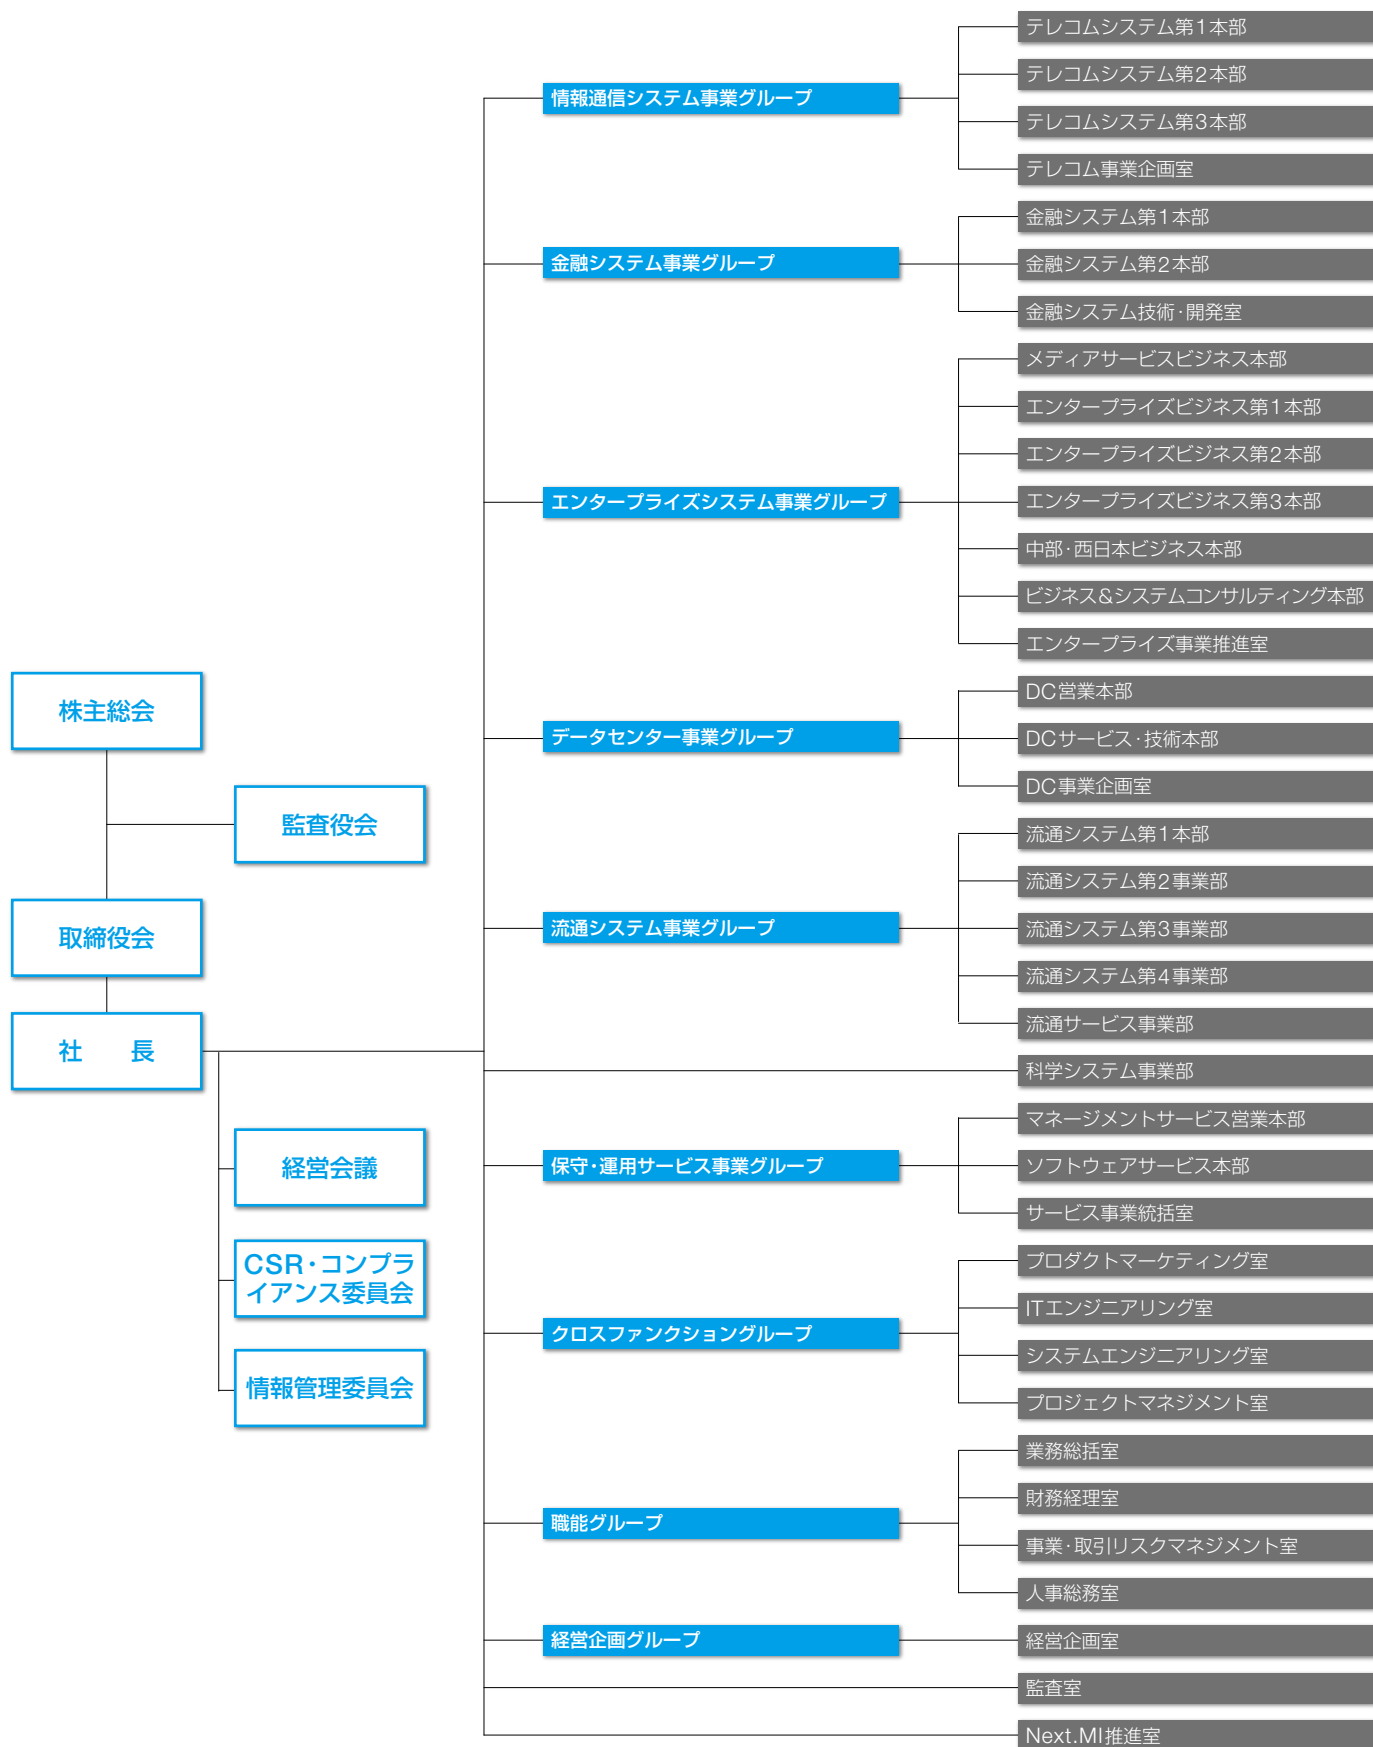 株主総会
監査役会
取締役会
社　　長
経営会議
CSR・コンプラ
イアンス委員会
情報管理委員会
情報通信システム事業グループ
テレコムシステム第1本部
テレコムシステム第2本部
テレコムシステム第3本部
テレコム事業企画室
金融システム事業グループ
金融システム第1本部
金融システム第2本部
金融システム技術・開発室
エンタープライズシステム事業グループ
メディアサービスビジネス本部
エンタープライズビジネス第1本部
エンタープライズビジネス第2本部
エンタープライズビジネス第3本部
中部・西日本ビジネス本部
ビジネス&システムコンサルティング本部
エンタープライズ事業推進室
データセンター事業グループ
DC営業本部
DCサービス・技術本部
DC事業企画室
流通システム事業グループ
流通システム第1本部
流通システム第2事業部
流通システム第3事業部
流通システム第4事業部
流通サービス事業部
科学システム事業部
保守・運用サービス事業グループ
マネージメントサービス営業本部
ソフトウェアサービス本部
サービス事業統括室
クロスファンクショングループ
プロダクトマーケティング室
ITエンジニアリング室
システムエンジニアリング室
プロジェクトマネジメント室
職能グループ
業務総括室
財務経理室
事業・取引リスクマネジメント室
人事総務室
経営企画グループ
経営企画室
監査室
Next.MI推進室